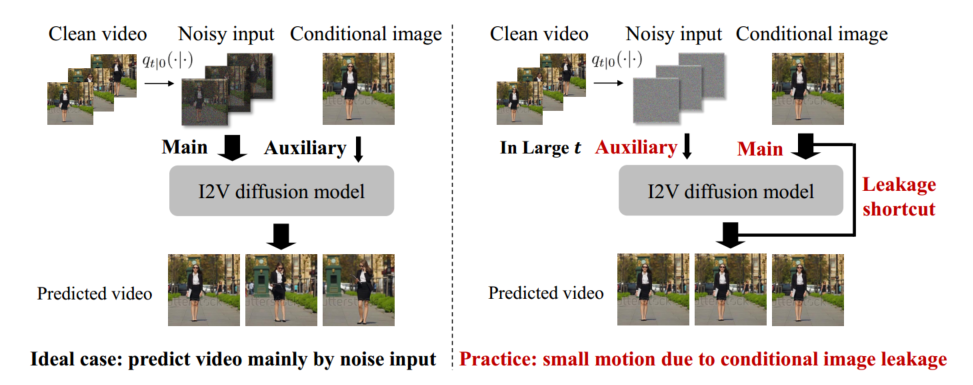 Clean video
Noisy input
Conditional image
q_{t|0}(·|·)
Main
Auxiliary
I2V diffusion model
Predicted video
Ideal case: predict video mainly by noise input
Clean video
Noisy input
Conditional image
q_{t|0}(·|·)
In Large t
Auxiliary
Main
I2V diffusion model
Leakage
shortcut
Predicted video
Practice: small motion due to conditional image leakage